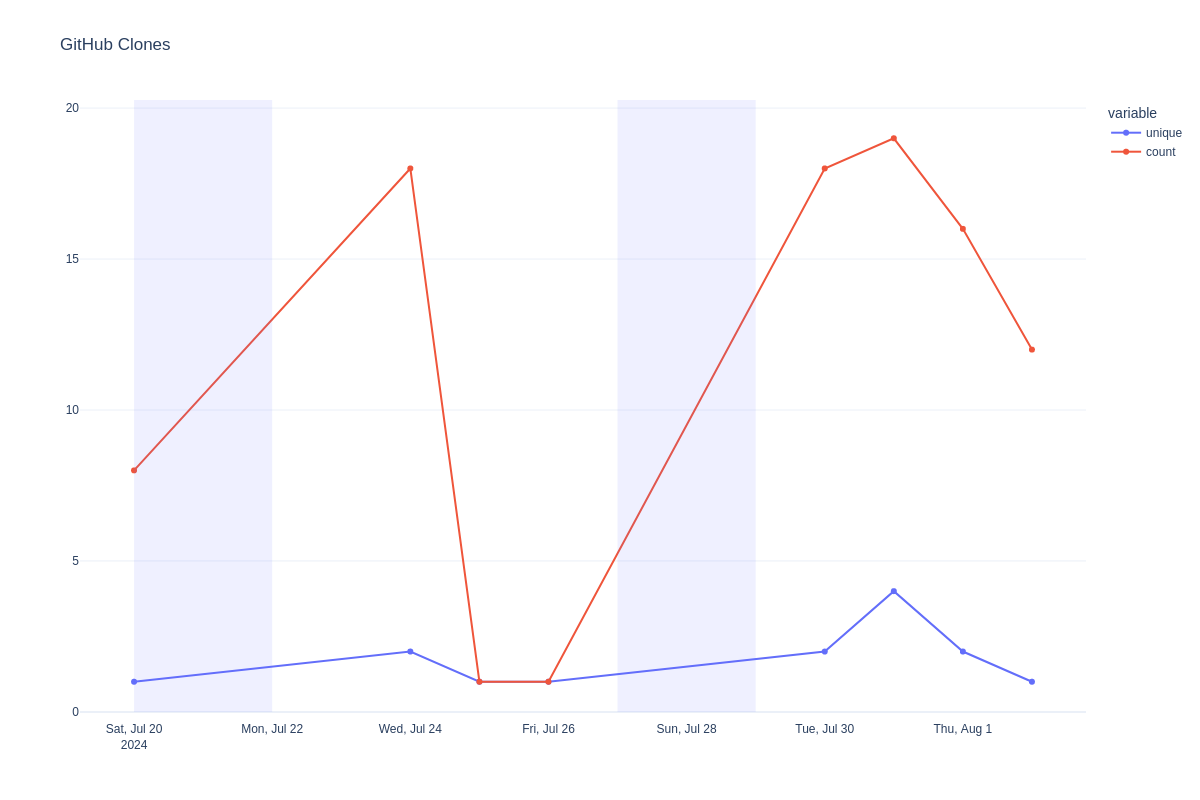 GitHub Clones
variable
unique
count
20
15
10
5
0
Sat, Jul 20
2024
Mon, Jul 22
Wed, Jul 24
Fri, Jul 26
Sun, Jul 28
Tue, Jul 30
Thu, Aug 1